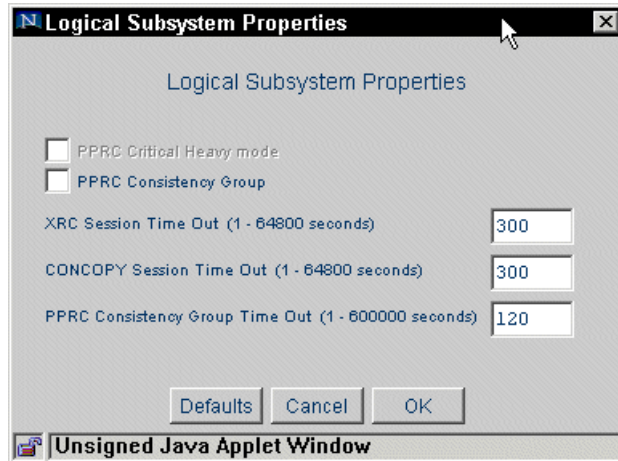 N Logical Subsystem Properties
Logical Subsystem Properties
PPRC Critical Heavy mode
PPRC Consistency Group
XRC Session Time Out (1 - 64800 seconds) 300
CONCOPY Session Time Out (1 - 64800 seconds) 300
PPRC Consistency Group Time Out (1 - 600000 seconds) 120
Defaults Cancel OK
Unsigned Java Applet Window